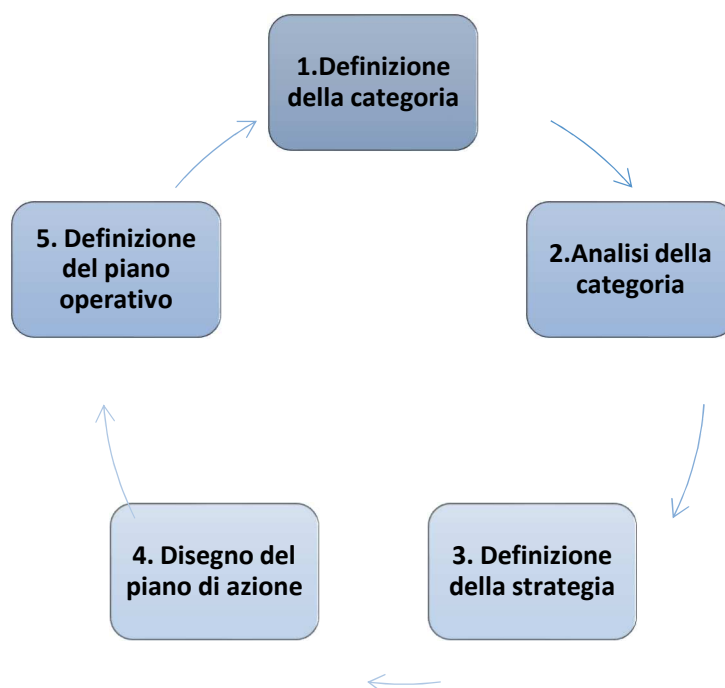 1.Definizione
della categoria
2.Analisi della
categoria
3. Definizione
della strategia
4. Disegno del
piano di azione
5. Definizione
del piano
operativo